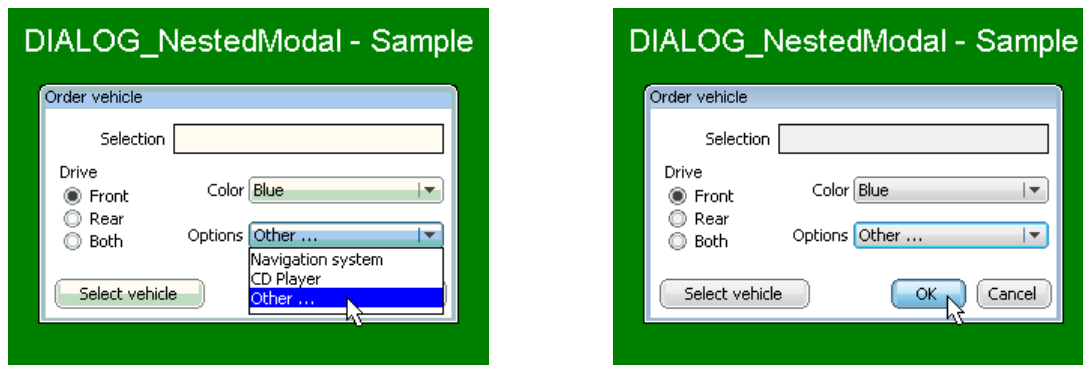 DIALOG_NestedModal - Sample
Order vehicle
Selection
Drive
Front
Color Blue
Rear
Options Other ...
Both
Navigation system
CD Player
Other ...
Select vehicle
DIALOG_NestedModal - Sample
Order vehicle
Selection
Drive
Front
Color Blue
Rear
Options Other ...
Both
Select vehicle
OK
Cancel